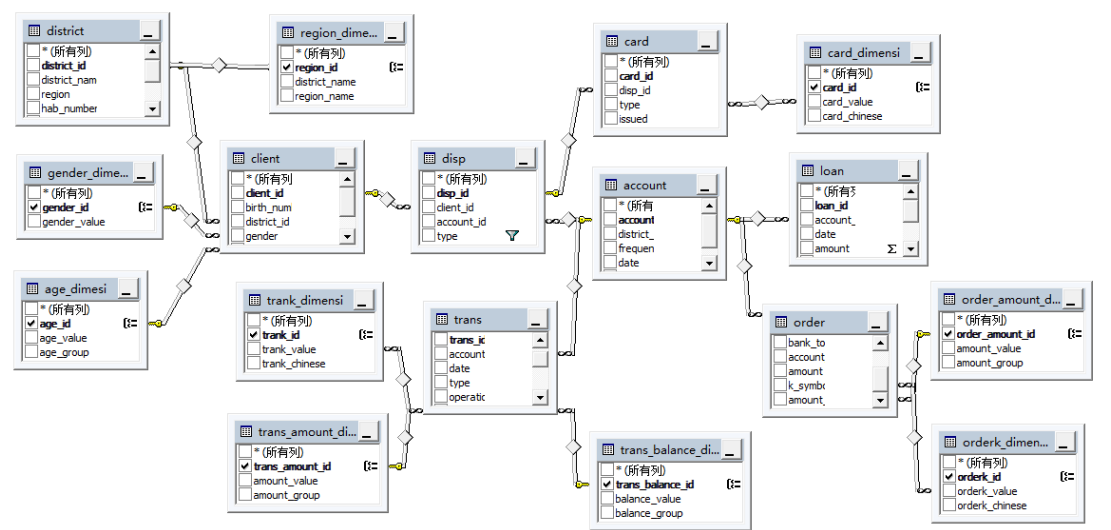 district
* (所有列)
district_id
district_nam
region
hab_number
region_dime...
* (所有列)
region_id
district_name
region_name
card
* (所有列)
card_id
disp_id
type
issued
card_dimensi
* (所有列)
card_id
card_value
card_chinese
gender_dime...
* (所有列)
gender_id
gender_value
client
* (所有列
client_id
birth_num
district_id
gender
disp
* (所有列)
disp_id
client_id
account_id
type
account
* (所有
account
district_
frequen
date
loan
* (所有歹
loan_id
account_
date
amount Σ
age_dimesi
* (所有列)
age_id
age_value
age_group
trank_dimensi
* (所有列)
trank_id
trank_value
trank_chinese
trans
trans_ic
account
date
type
operatic
order
bank_to
account
amount
k_symbo
amount_
order_amount_d...
* (所有列)
order_amount_id
amount_value
amount_group
trans_amount_di...
* (所有列)
trans_amount_id
amount_value
amount_group
trans_balance_di...
* (所有列)
trans_balance_id
balance_value
balance_group
orderk_dimen...
* (所有列)
orderk_id
orderk_value
orderk_chinese